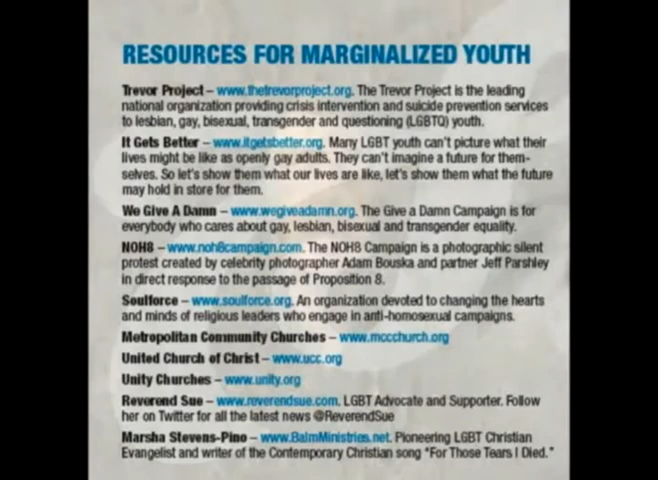 RESOURCES FOR MARGINALIZED YOUTH
Trevor Project – www.thetrevorproject.org. The Trevor Project is the leading
national organization providing crisis intervention and suicide prevention services
to lesbian, gay, bisexual, transgender and questioning (LGBTQ) youth.
It Gets Better – www.itgetsbetter.org. Many LGBT youth can't picture what their
lives might be like as openly gay adults. They can't imagine a future for them-
selves. So let's show them what our lives are like, let's show them what the future
may hold in store for them.
We Give A Damn – www.wegiveadamn.org. The Give a Damn Campaign is for
everybody who cares about gay, lesbian, bisexual and transgender equality.
NOH8 – www.noh8campaign.com. The NOH8 Campaign is a photographic silent
protest created by celebrity photographer Adam Bouska and partner Jeff Parshley
in direct response to the passage of Proposition 8.
Soulforce – www.soulforce.org. An organization devoted to changing the hearts
and minds of religious leaders who engage in anti-homosexual campaigns.
Metropolitan Community Churches – www.mccchurch.org
United Church of Christ – www.ucc.org
Unity Churches – www.unity.org
Reverend Sue – www.reverendsue.com. LGBT Advocate and Supporter. Follow
her on Twitter for all the latest news @ReverendSue
Marsha Stevens-Pino – www.BalmMinistries.net. Pioneering LGBT Christian
Evangelist and writer of the Contemporary Christian song "For Those Tears I Died."